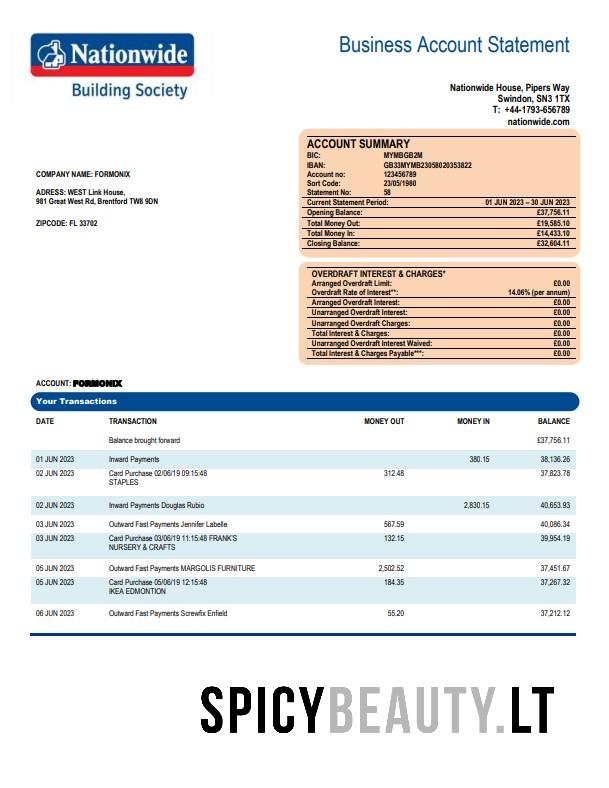 Nationwide
Building Society
Business Account Statement
Nationwide House, Pipers Way
Swindon, SN3 1TX
T: +44-1793-656789
nationwide.com
COMPANY NAME: FORMONIX
ADRESS: WEST Link House,
981 Great West Rd, Brentford TW8 9DN
ZIPCODE: FL 33702
ACCOUNT SUMMARY
BIC: MYMBGB2M
IBAN: GB33MYMB23058020353822
Account no: 123456789
Sort Code: 23/05/1980
Statement No: 58
Current Statement Period: 01 JUN 2023 – 30 JUN 2023
Opening Balance: £37,756.11
Total Money Out: £19,585.10
Total Money In: £14,433.10
Closing Balance: £32,604.11
OVERDRAFT INTEREST & CHARGES*
Arranged Overdraft Limit: £0.00
Overdraft Rate of Interest**: 14.06% (per annum)
Arranged Overdraft Interest: £0.00
Unarranged Overdraft Interest: £0.00
Unarranged Overdraft Charges: £0.00
Total Interest & Charges: £0.00
Unarranged Overdraft Interest Waived: £0.00
Total Interest & Charges Payable***: £0.00
ACCOUNT: FORMONIX
Your Transactions
DATE TRANSACTION MONEY OUT MONEY IN BALANCE
Balance brought forward £37,756.11
01 JUN 2023 Inward Payments 380.15 38,136.26
02 JUN 2023 Card Purchase 02/06/19 09:15:48 312.48 37,823.78
STAPLES
02 JUN 2023 Inward Payments Douglas Rubio 2,830.15 40,653.93
03 JUN 2023 Outward Fast Payments Jennifer Labelle 567.59 40,086.34
03 JUN 2023 Card Purchase 03/06/19 11:15:48 FRANK'S 132.15 39,954.19
NURSERY & CRAFTS
05 JUN 2023 Outward Fast Payments MARGOLIS FURNITURE 2,502.52 37,451.67
05 JUN 2023 Card Purchase 05/06/19 12:15:48 184.35 37,267.32
IKEA EDMONTION
06 JUN 2023 Outward Fast Payments Screwfix Enfield 55.20 37,212.12
SPICYBEAUTY.LT